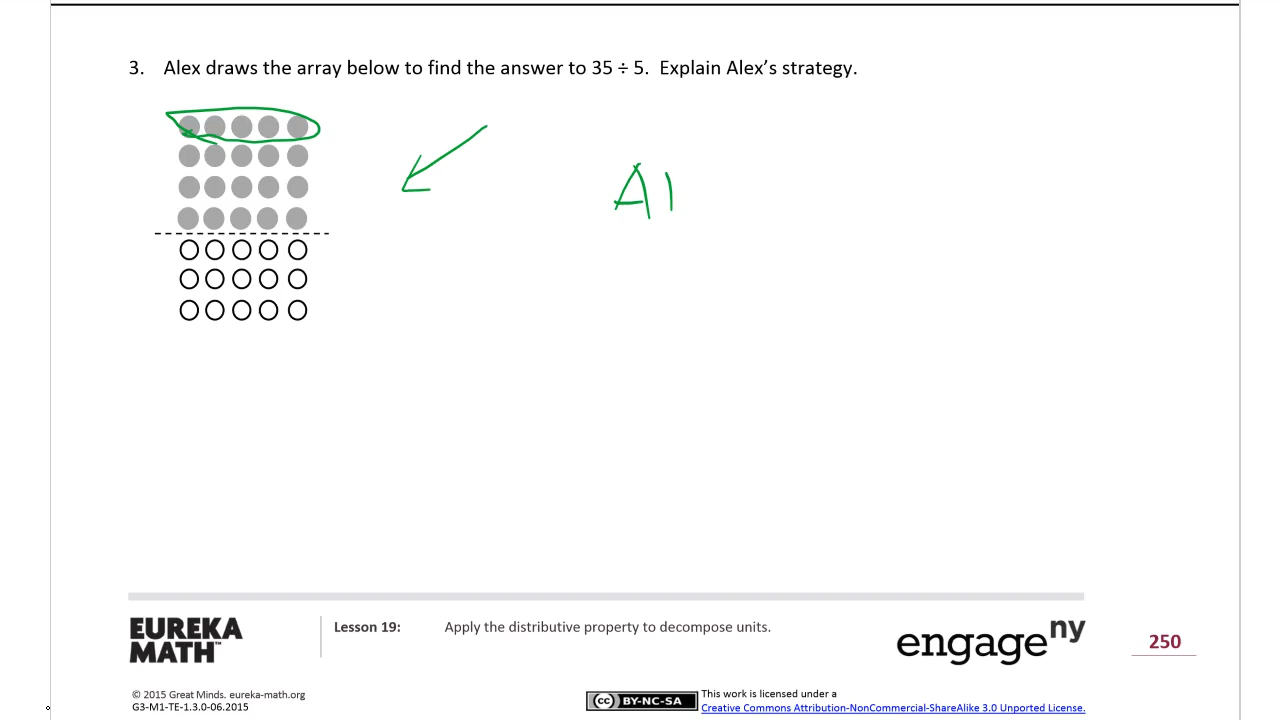 3. Alex draws the array below to find the answer to 35 ÷ 5. Explain Alex's strategy.
Al
EUREKA
MATH™
Lesson 19: Apply the distributive property to decompose units.
engage ny
250
© 2015 Great Minds. eureka-math.org
G3-M1-TE-1.3.0-06.2015
cc BY-NC-SA
This work is licensed under a
Creative Commons Attribution-NonCommercial-ShareAlike 3.0 Unported License.